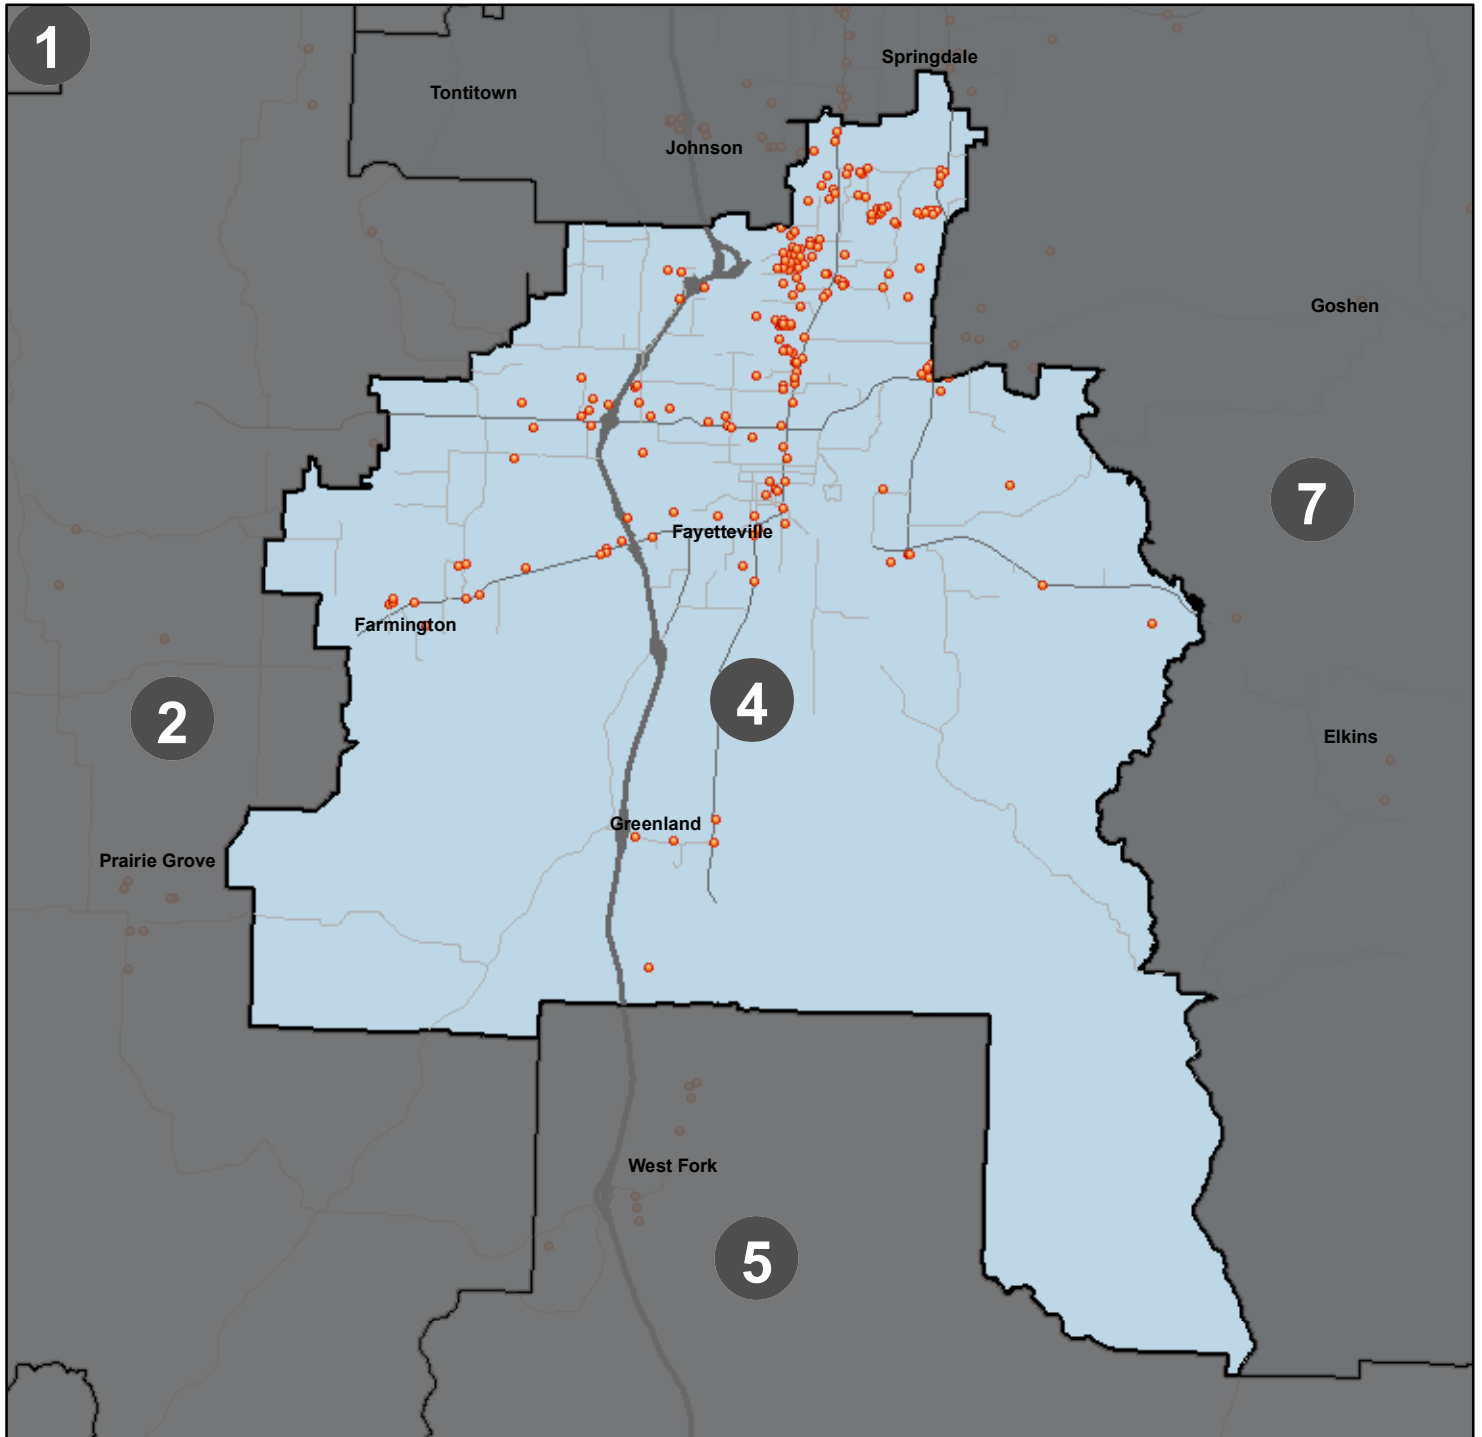 1
Springdale
Tontitown
Johnson
Goshen
7
Fayetteville
Farmington
4
2
Elkins
Greenland
Prairie Grove
West Fork
5